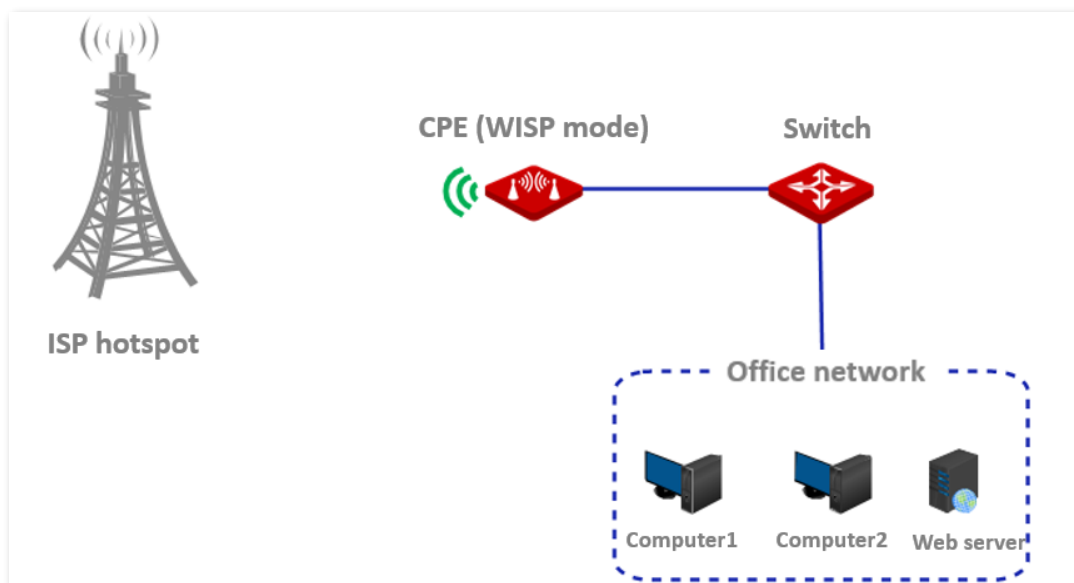 CPE (WISP mode)
Switch
ISP hotspot
Office network
Computer1
Computer2
Web server